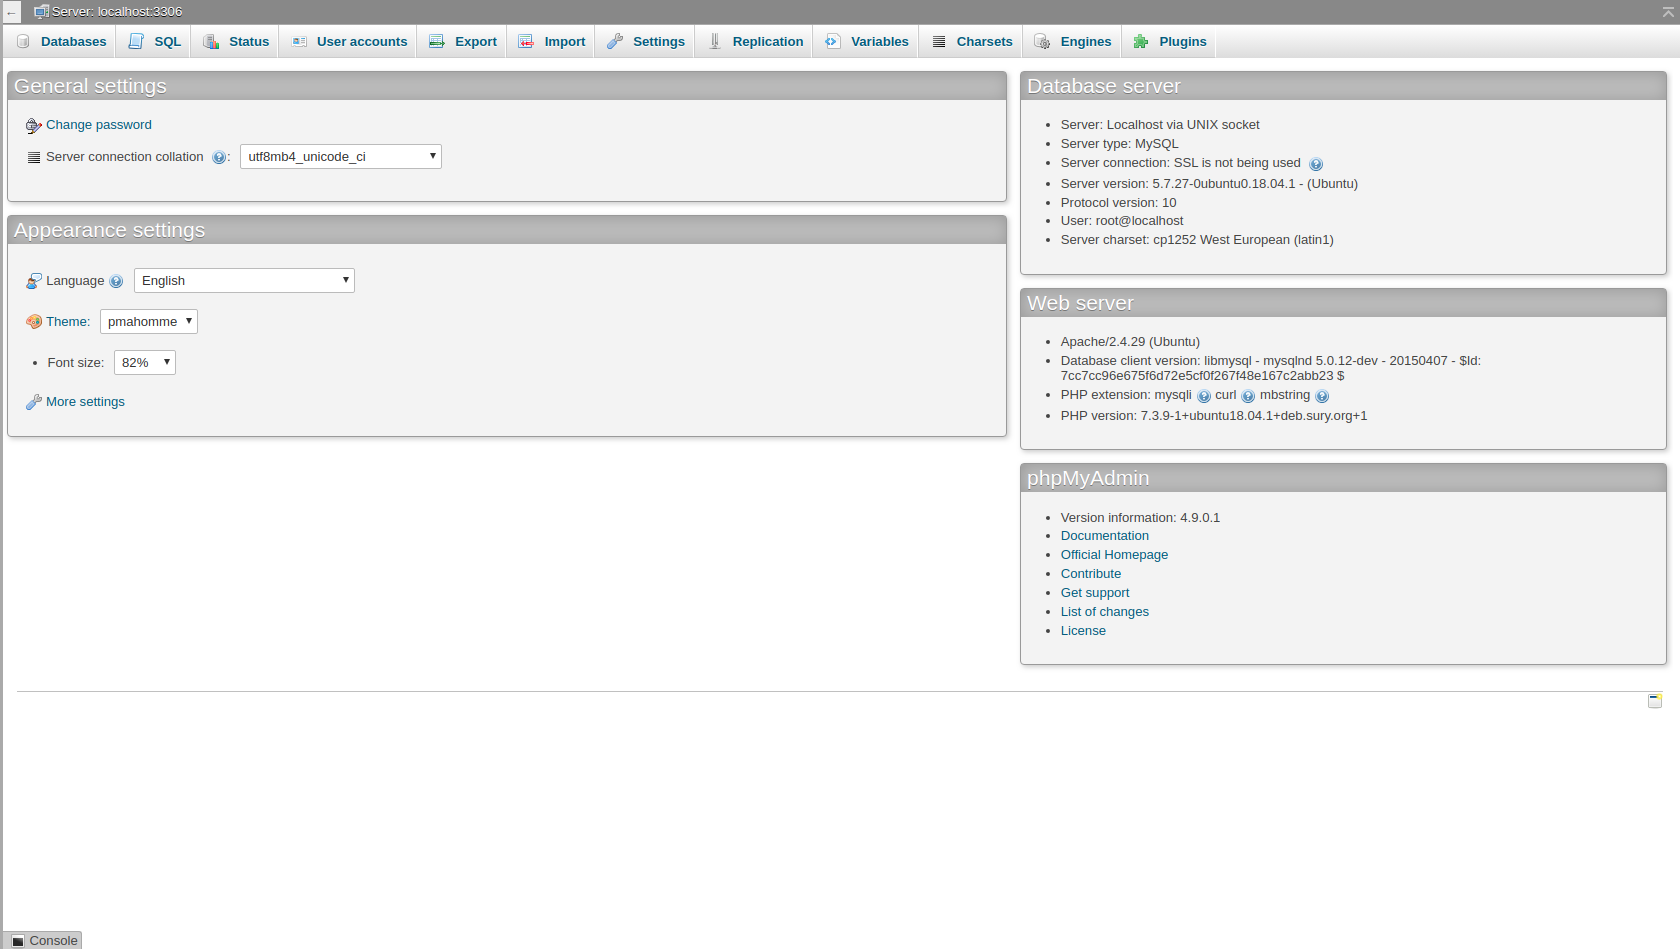 Server: localhost:3306
Databases SQL Status User accounts Export Import Settings Replication Variables Charsets Engines Plugins
General settings
Change password
Server connection collation : utf8mb4_unicode_ci
Appearance settings
Language English
Theme: pmahomme
Font size: 82%
More settings
Database server
Server: Localhost via UNIX socket
Server type: MySQL
Server connection: SSL is not being used
Server version: 5.7.27-0ubuntu0.18.04.1 - (Ubuntu)
Protocol version: 10
User: root@localhost
Server charset: cp1252 West European (latin1)
Web server
Apache/2.4.29 (Ubuntu)
Database client version: libmysql - mysqlnd 5.0.12-dev - 20150407 - $Id:
7cc7cc96e675f6d72e5cf0f267f48e167c2abb23 $
PHP extension: mysqli curl mbstring
PHP version: 7.3.9-1+ubuntu18.04.1+deb.sury.org+1
phpMyAdmin
Version information: 4.9.0.1
Documentation
Official Homepage
Contribute
Get support
List of changes
License
Console